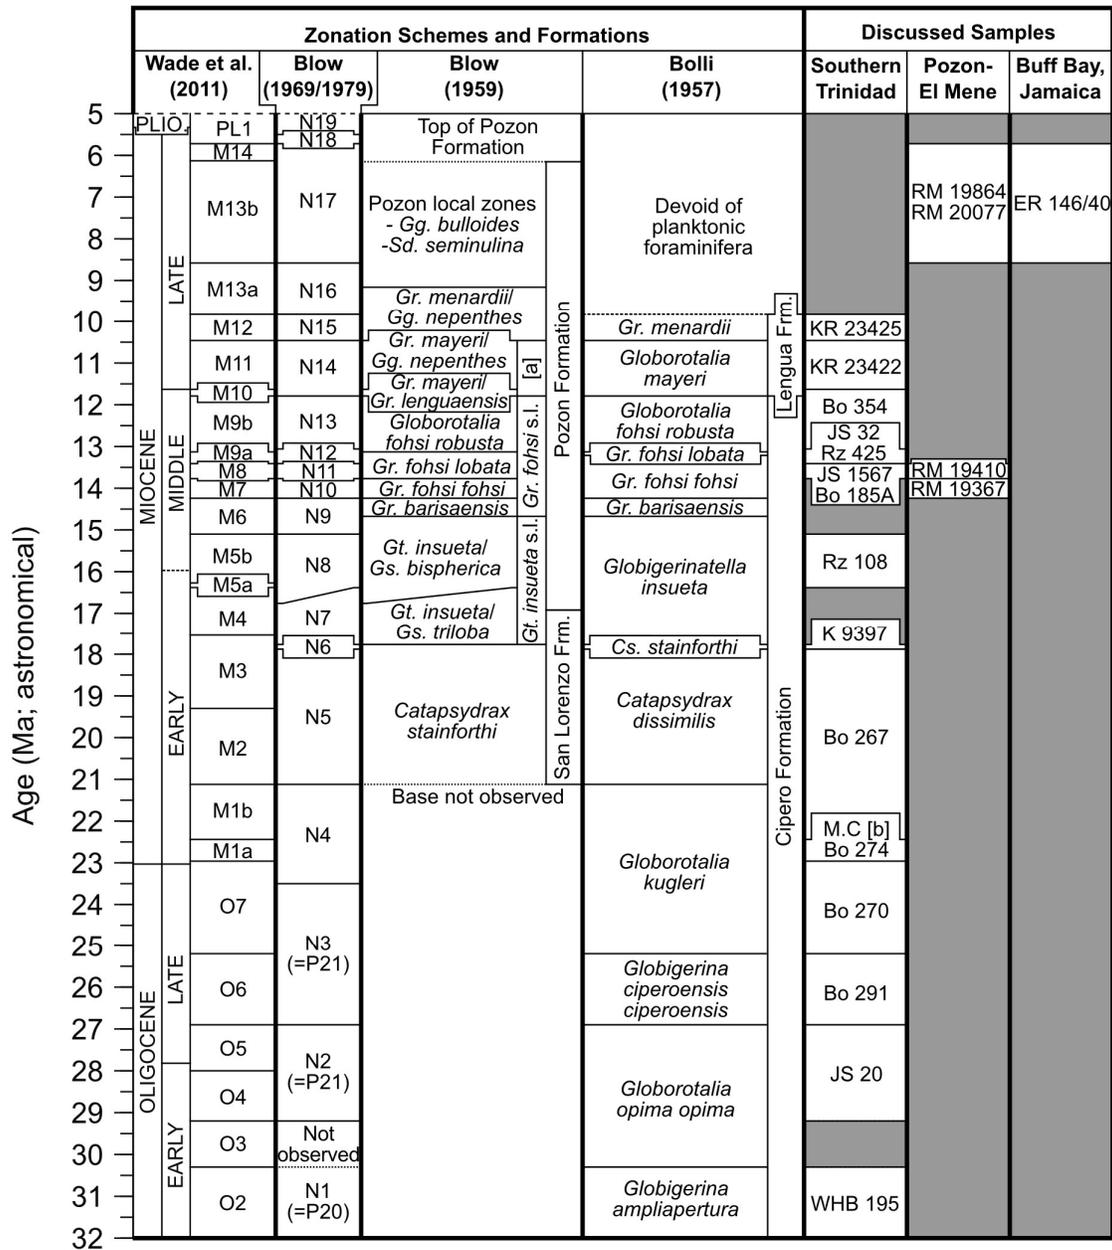 Zonation Schemes and Formations
Discussed Samples
Wade et al.
(2011)
Blow
(1969/1979)
Blow
(1959)
Bolli
(1957)
Southern
Trinidad
Pozon-
El Mene
Buff Bay,
Jamaica
Age (Ma; astronomical)
5
6
7
8
9
10
11
12
13
14
15
16
17
18
19
20
21
22
23
24
25
26
27
28
29
30
31
32
PLIO.
MIOCENE
OLIGOCENE
LATE
MIDDLE
EARLY
LATE
EARLY
PL1
M14
M13b
M13a
M12
M11
M10
M9b
M9a
M8
M7
M6
M5b
M5a
M4
M3
M2
M1b
M1a
O7
O6
O5
O4
O3
O2
N19
N18
N17
N16
N15
N14
N13
N12
N11
N10
N9
N8
N7
N6
N5
N4
N3
(=P21)
N2
(=P21)
Not
observed
N1
(=P20)
Top of Pozon
Formation
Pozon local zones
- Gg. bulloides
-Sd. seminulina
Gr. menardii/
Gg. nepenthes
Gr. mayeri/
Gg. nepenthes
Gr. mayeri/
Gr. lenguaensis
Globorotalia
fohsi robusta
Gr. fohsi lobata
Gr. fohsi fohsi
Gr. barisaensis
Gt. insueta/
Gs. bispherica
Gt. insueta/
Gs. triloba
Catapsydrax
stainforthi
Base not observed
[a]
Gr. fohsi s.l.
Gt. insueta s.l.
Pozon Formation
San Lorenzo Frm.
Devoid of
planktonic
foraminifera
Gr. menardii
Globorotalia
mayeri
Globorotalia
fohsi robusta
Gr. fohsi lobata
Gr. fohsi fohsi
Gr. barisaensis
Globigerinatella
insueta
Cs. stainforthi
Catapsydrax
dissimilis
Globorotalia
kugleri
Globigerina
ciperoensis
ciperoensis
Globorotalia
opima opima
Globigerina
ampliapertura
Lengua Frm.
Cipero Formation
KR 23425
KR 23422
Bo 354
JS 32
Rz 425
JS 1567
Bo 185A
Rz 108
K 9397
Bo 267
M.C [b]
Bo 274
Bo 270
Bo 291
JS 20
WHB 195
RM 19864
RM 20077
RM 19410
RM 19367
ER 146/40